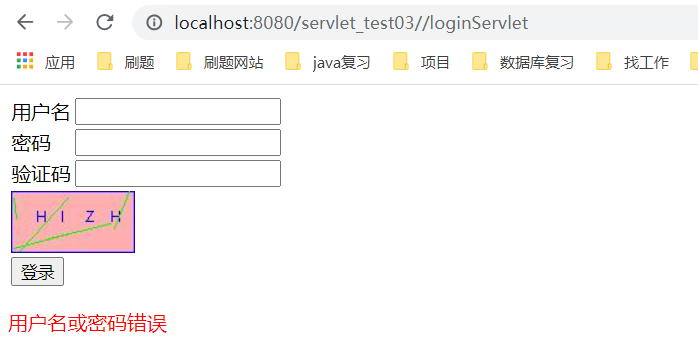 localhost:8080/servlet_test03//loginServlet
应用 刷题 刷题网站 java复习 项目 数据库复习 找工作
用户名
密码
验证码
H I Z H
登录
用户名或密码错误